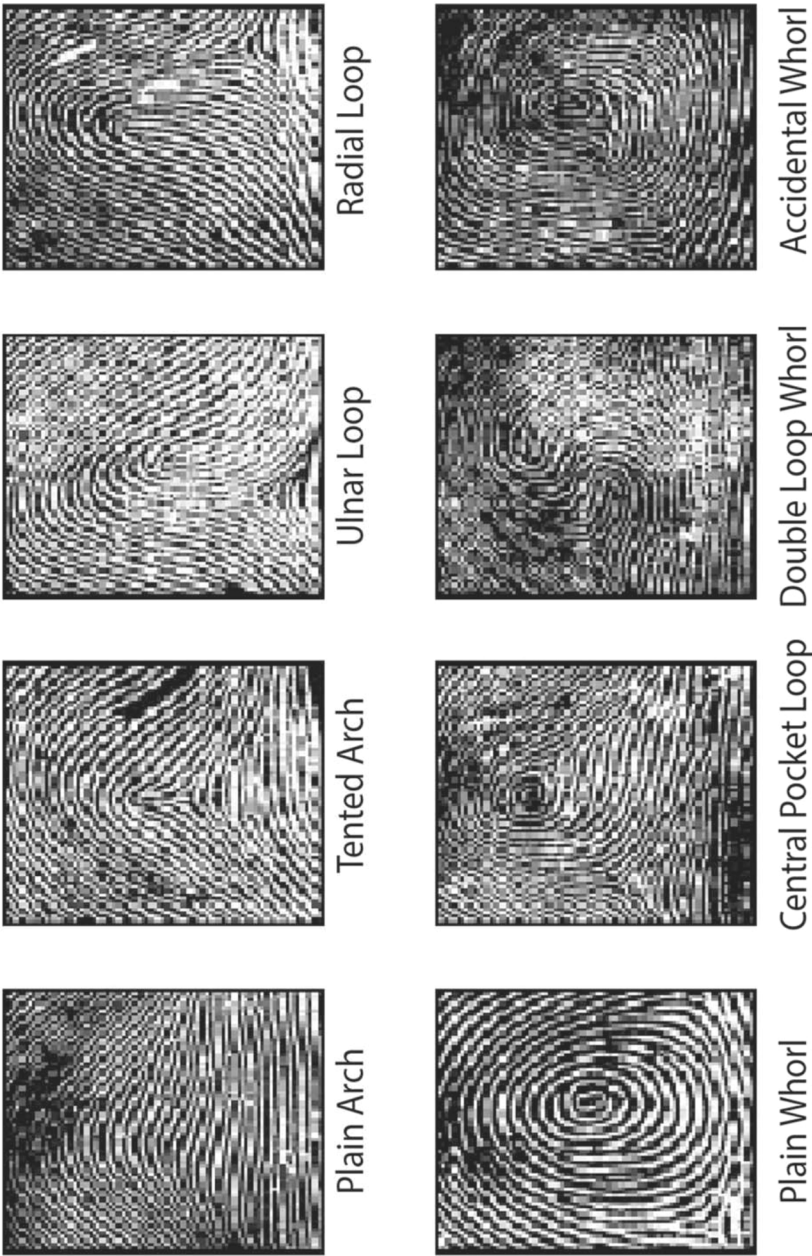 Plain Arch
Tented Arch
Ulnar Loop
Radial Loop
Plain Whorl
Central Pocket Loop
Double Loop Whorl
Accidental Whorl